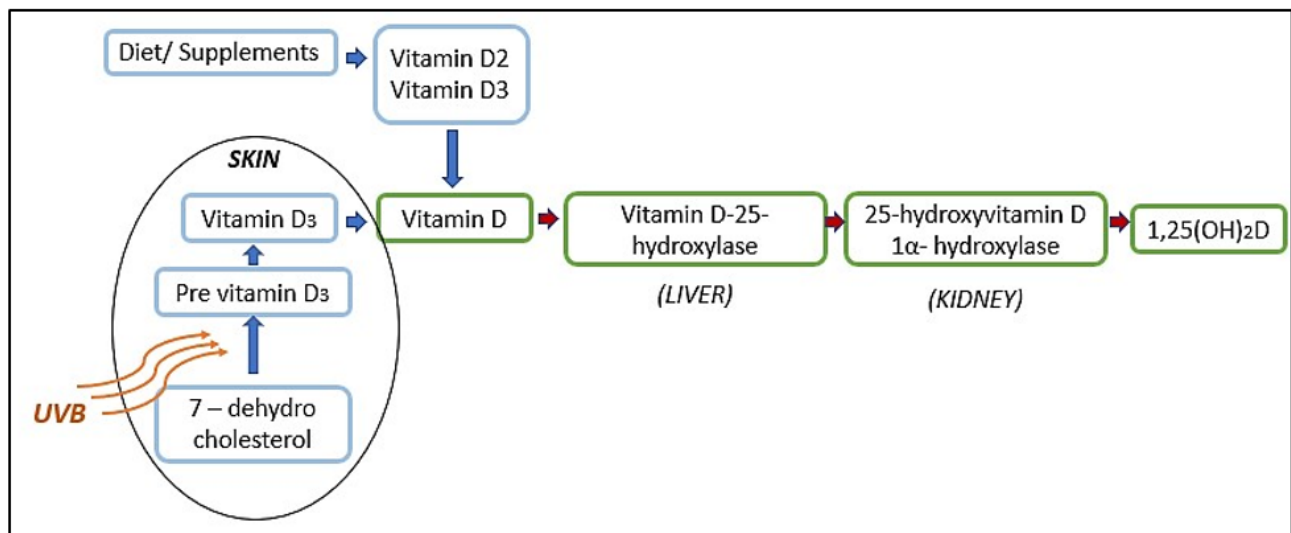 Diet/ Supplements
Vitamin D2
Vitamin D3
SKIN
Vitamin D3
Pre vitamin D3
UVB
7 – dehydro
cholesterol
Vitamin D
Vitamin D-25-
hydroxylase
(LIVER)
25-hydroxyvitamin D
1α- hydroxylase
(KIDNEY)
1,25(OH)2D